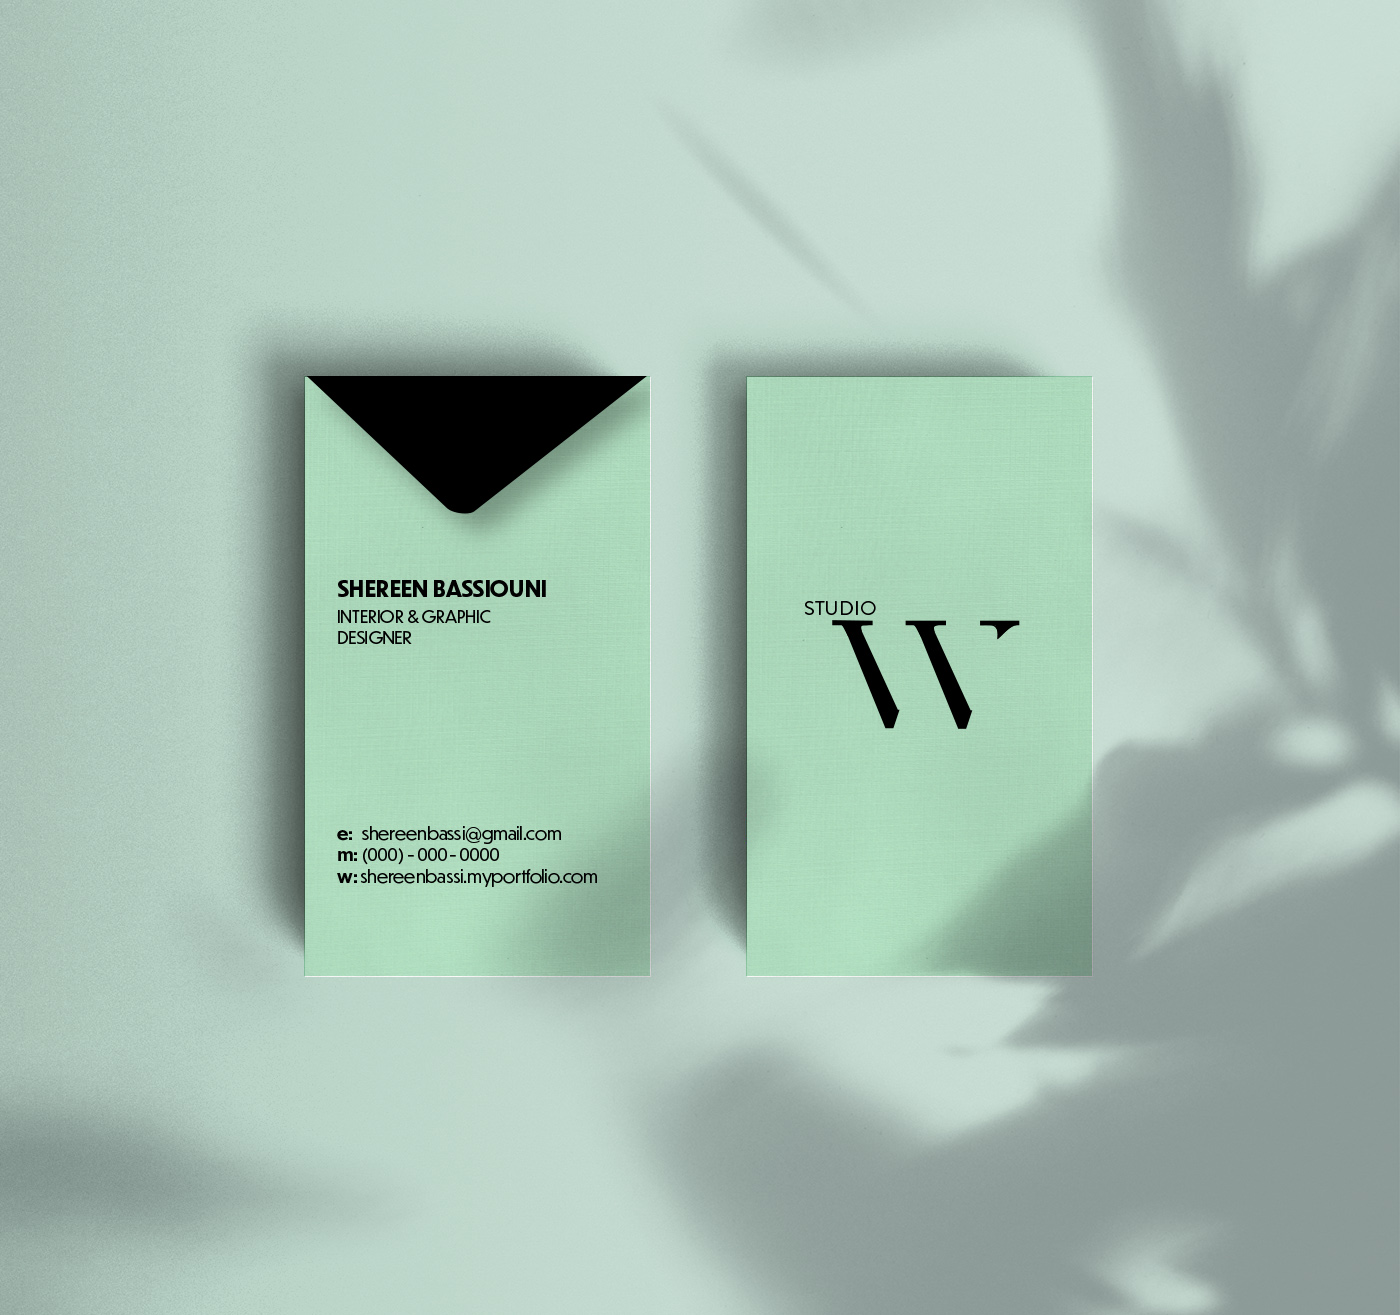 SHEREEN BASSIOUNI
INTERIOR & GRAPHIC
DESIGNER
e: shereenbassi@gmail.com
m: (000) - 000 - 0000
w: shereenbassi.myportfolio.com
STUDIO
W